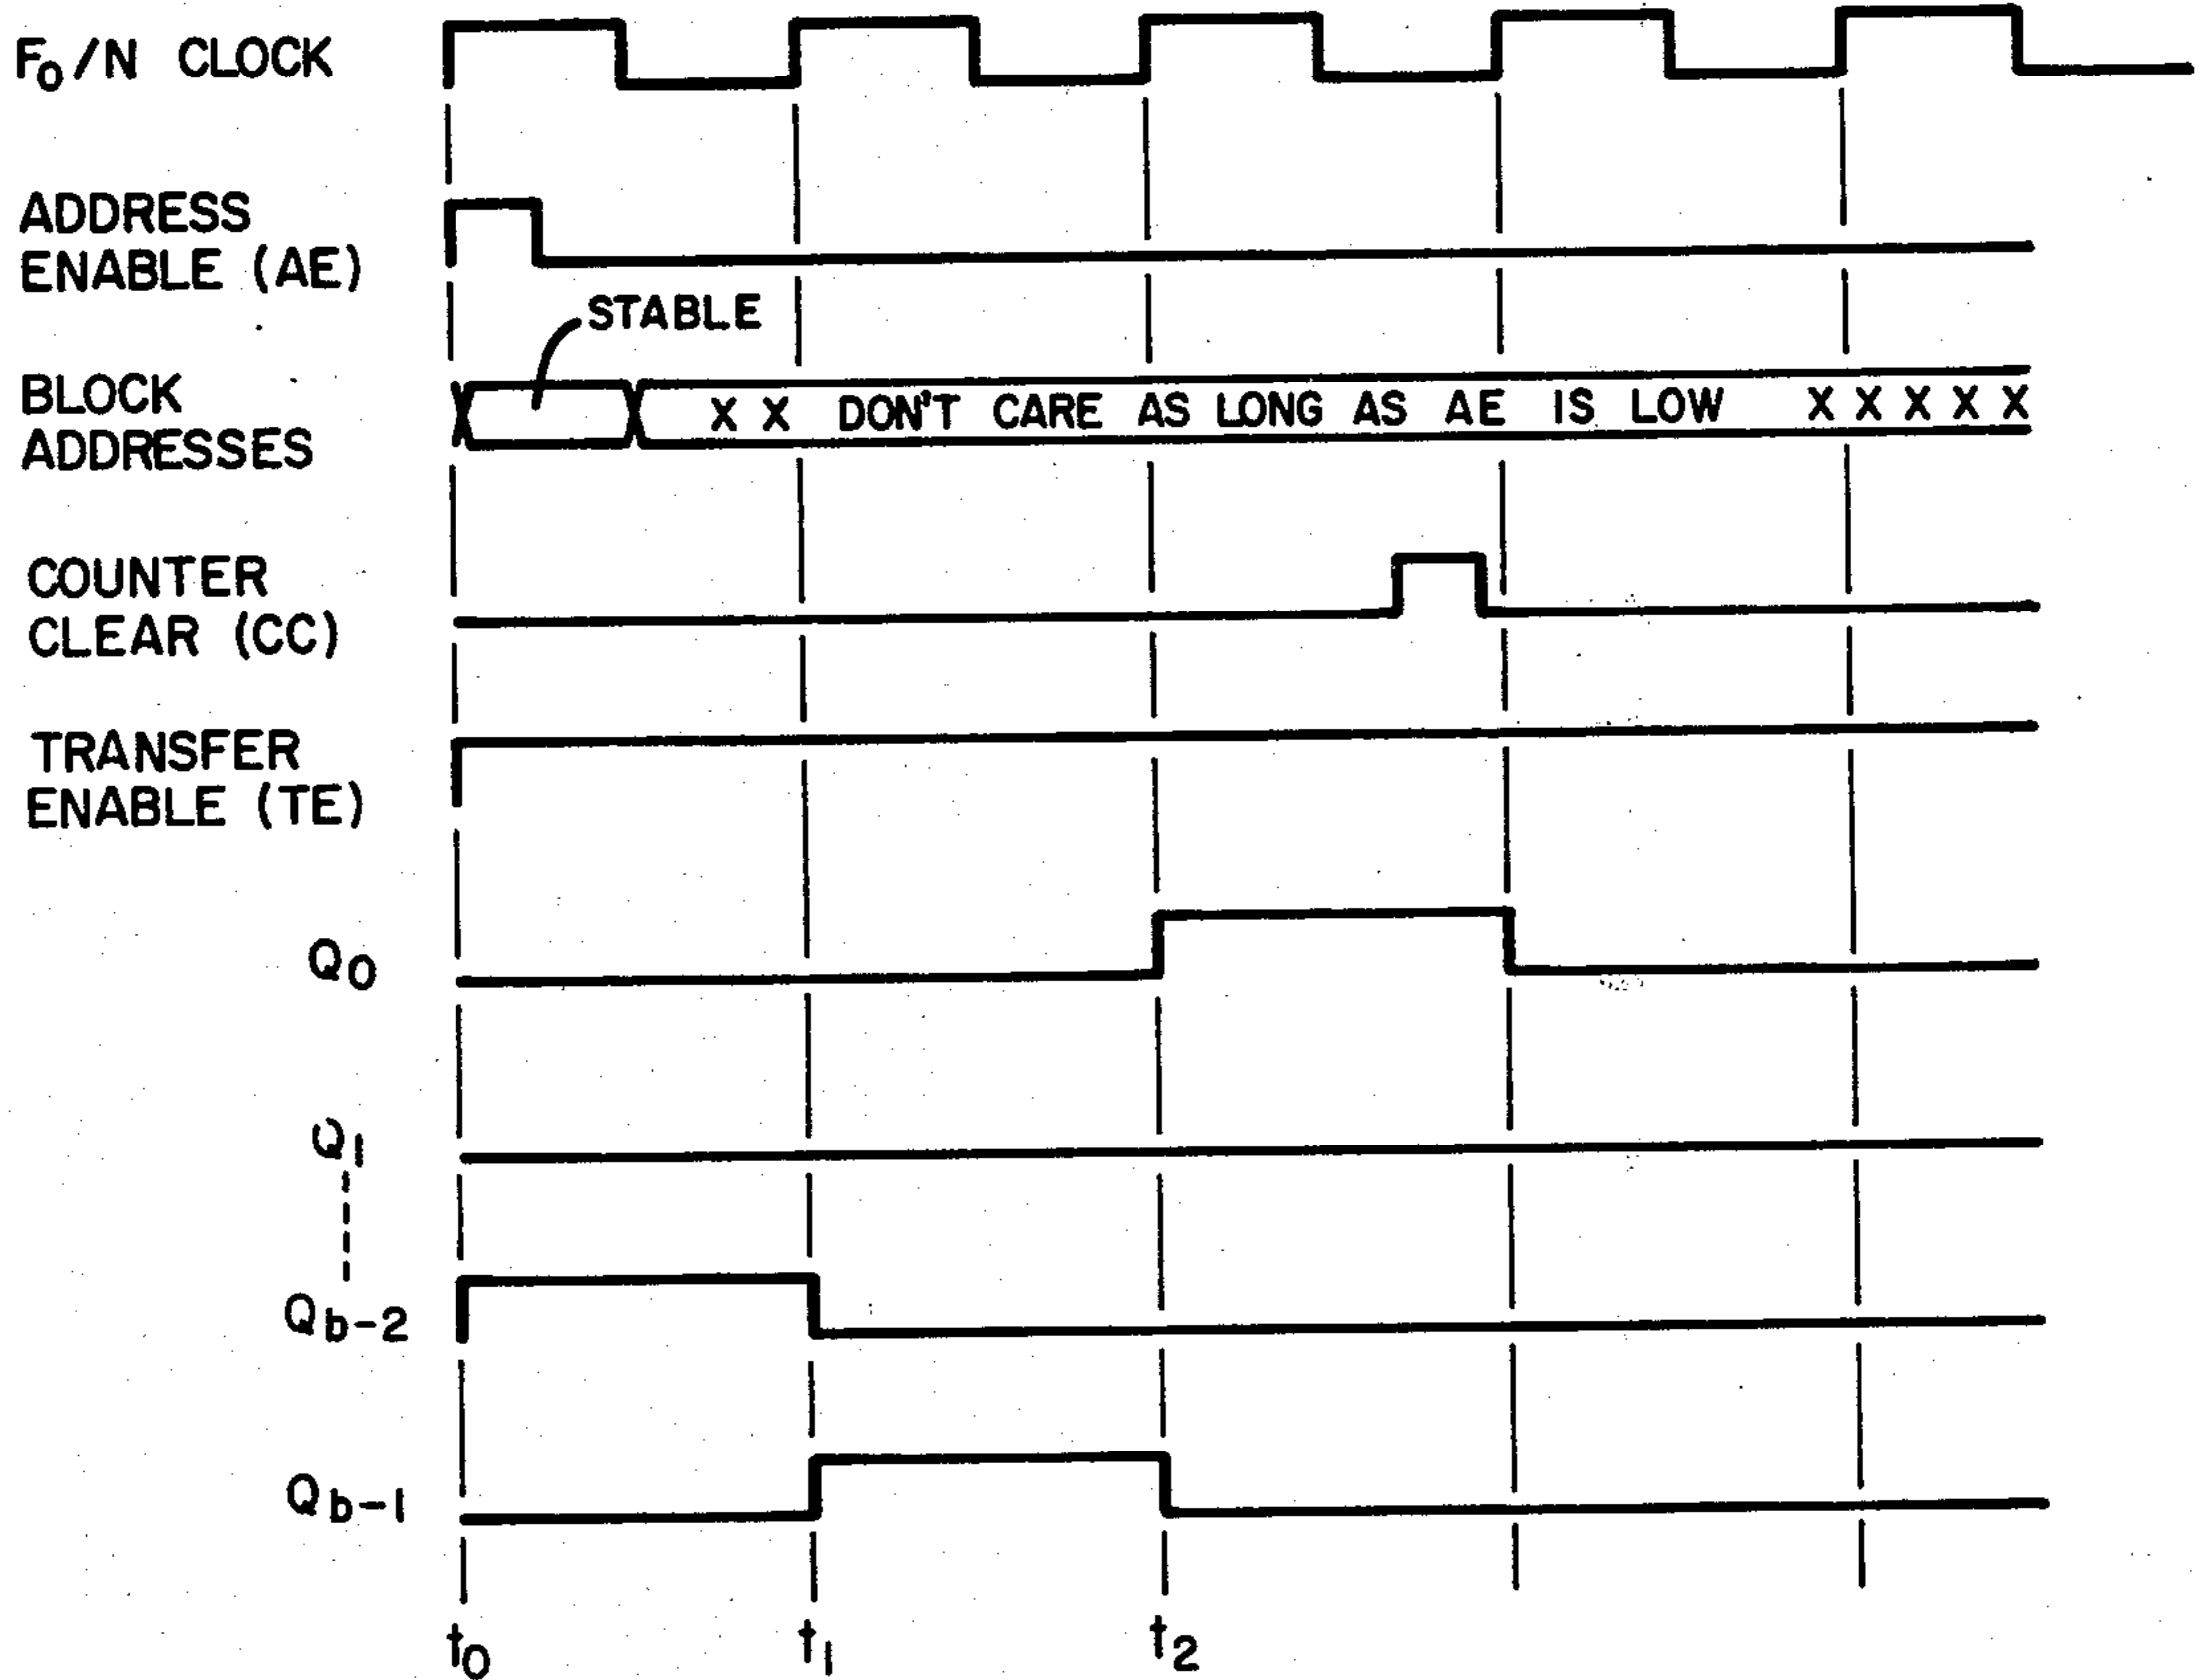 F0/N CLOCK
ADDRESS
ENABLE (AE)
STABLE
BLOCK
ADDRESSES
X X DON'T CARE AS LONG AS AE IS LOW X X X X X
COUNTER
CLEAR (CC)
TRANSFER
ENABLE (TE)
Q0
Q1
Qb-2
Qb-1
t0 t1 t2